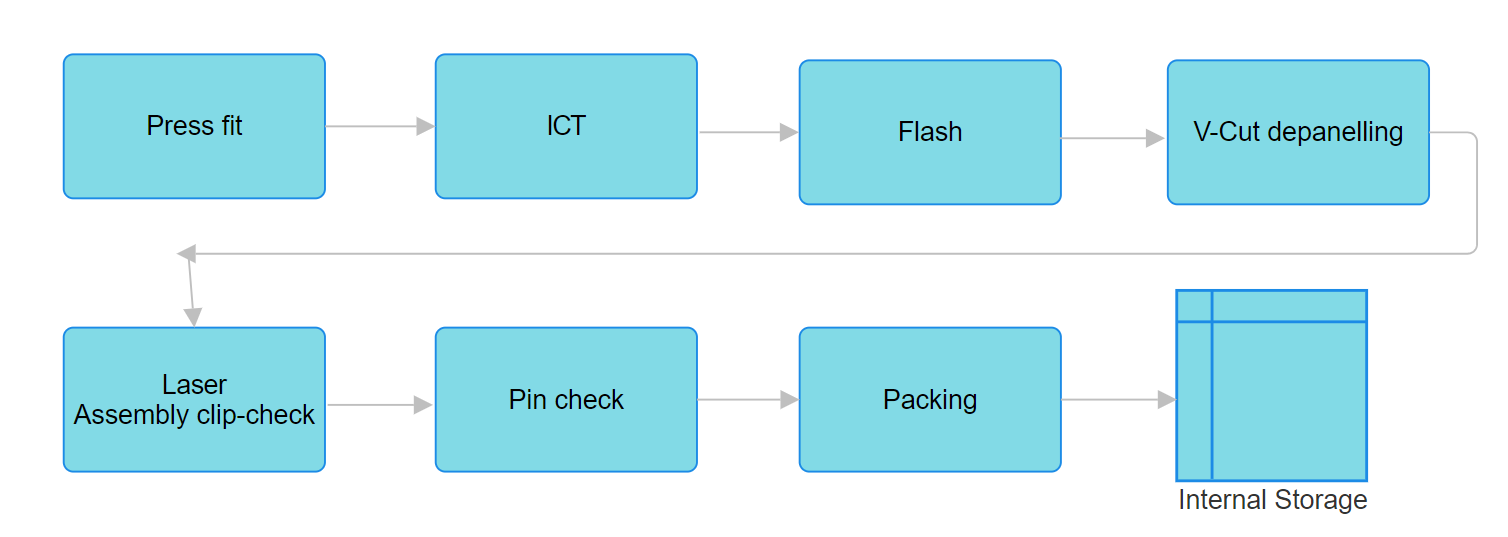 Press fit
ICT
Flash
V-Cut depanelling
Laser
Assembly clip-check
Pin check
Packing
Internal Storage